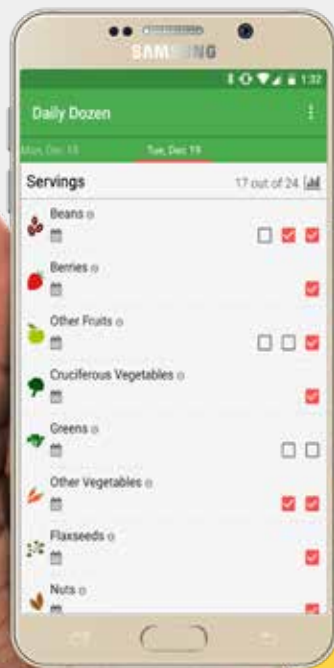 SAMSUNG
1:32
Daily Dozen
Mon, Dec 18
Tue, Dec 19
Servings
17 out of 24
Beans
Berries
Other Fruits
Cruciferous Vegetables
Greens
Other Vegetables
Flaxseeds
Nuts